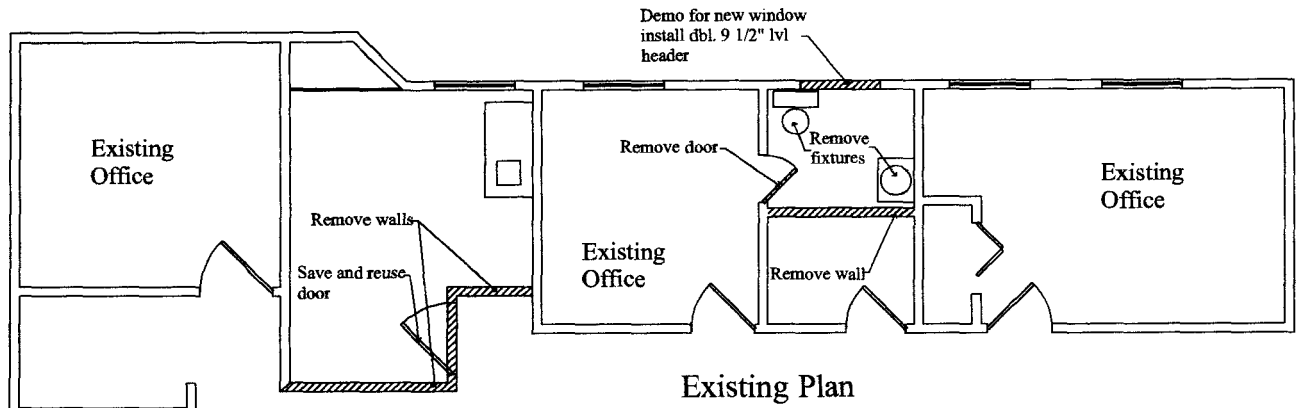 Demo for new window
install dbl. 9 1/2" lvl
header
Existing
Office
Remove door
Remove
fixtures
Existing
Office
Remove walls
Save and reuse
door
Existing
Office
Remove wall
Existing Plan